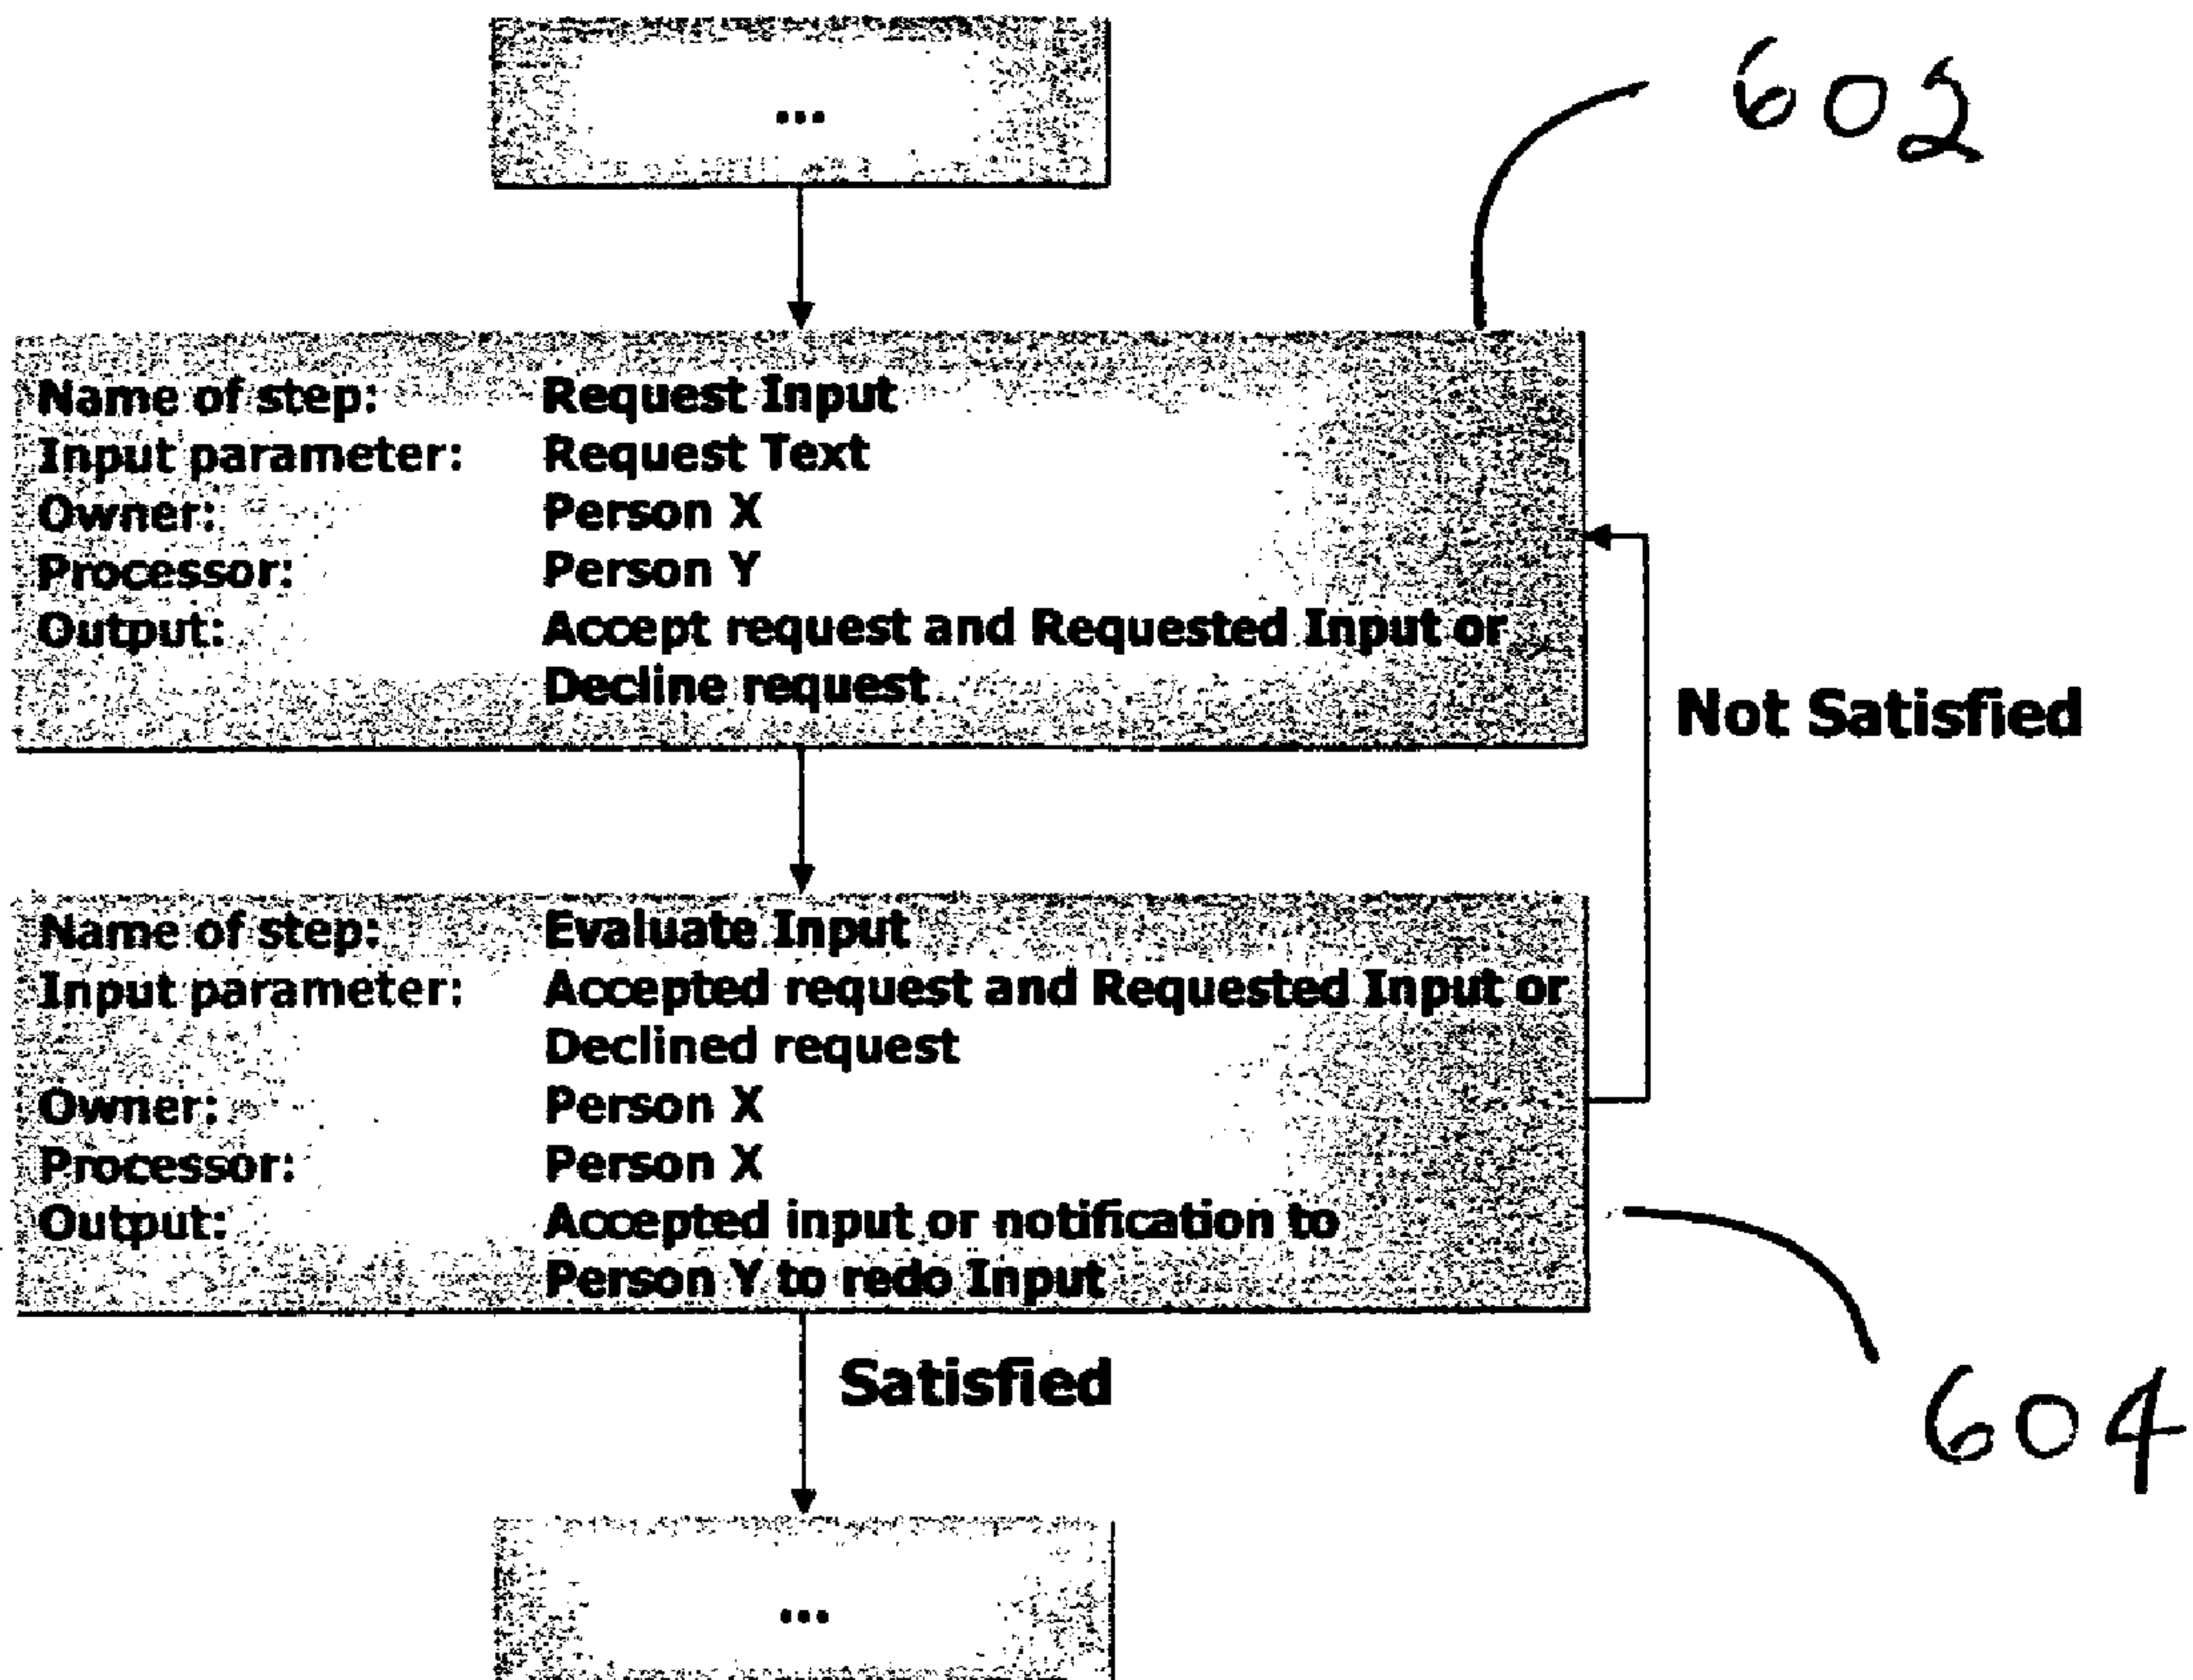 ...
602
Name of step: Request Input
Input parameter: Request Text
Owner: Person X
Processor: Person Y
Output: Accept request and Requested Input or
Decline request
Not Satisfied
Name of step: Evaluate Input
Input parameter: Accepted request and Requested Input or
Declined request
Owner: Person X
Processor: Person X
Output: Accepted input or notification to
Person Y to redo Input
Satisfied
604
...